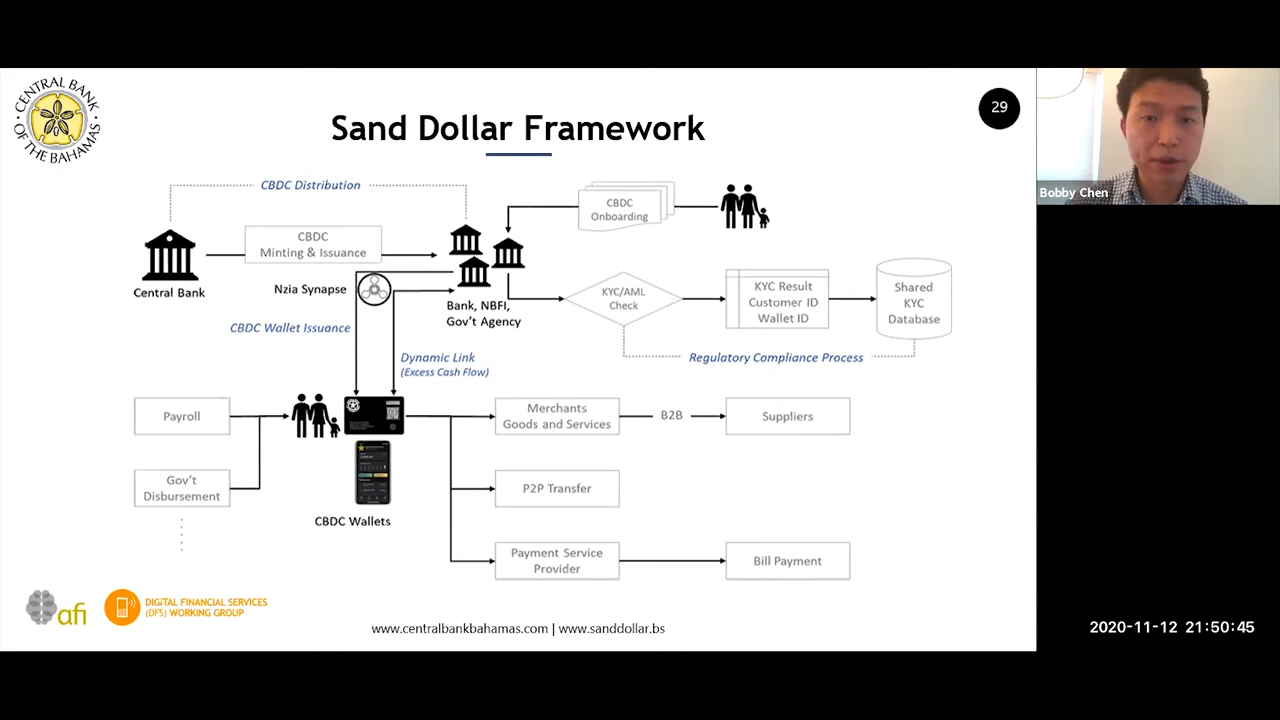 CENTRAL BANK
OF THE BAHAMAS
Sand Dollar Framework
29
Bobby Chen
CBDC Distribution
CBDC
Onboarding
CBDC
Minting & Issuance
Central Bank
Nzia Synapse
Bank, NBFI,
Gov't Agency
KYC/AML
Check
KYC Result
Customer ID
Wallet ID
Shared
KYC
Database
CBDC Wallet Issuance
Dynamic Link
(Excess Cash Flow)
Regulatory Compliance Process
Payroll
Merchants
Goods and Services
B2B
Suppliers
Gov't
Disbursement
P2P Transfer
CBDC Wallets
Payment Service
Provider
Bill Payment
afi
DIGITAL FINANCIAL SERVICES
(DFS) WORKING GROUP
www.centralbankbahamas.com | www.sanddollar.bs
2020-11-12 21:50:45